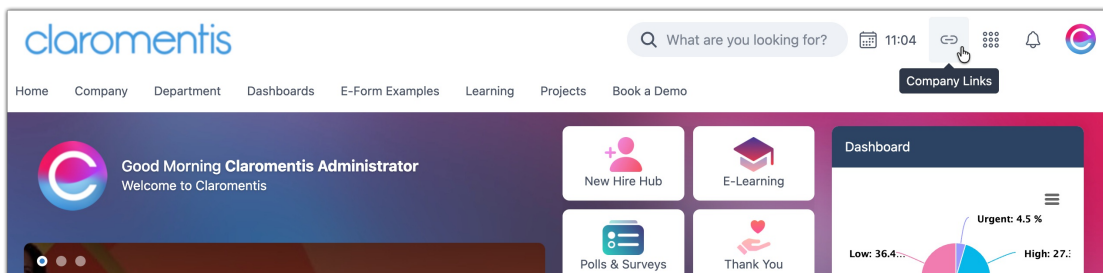 claromentis
What are you looking for?
11:04
Company Links
Home Company Department Dashboards E-Form Examples Learning Projects Book a Demo
Good Morning Claromentis Administrator
Welcome to Claromentis
New Hire Hub
E-Learning
Polls & Surveys
Thank You
Dashboard
Urgent: 4.5 %
Low: 36.4...
High: 27.